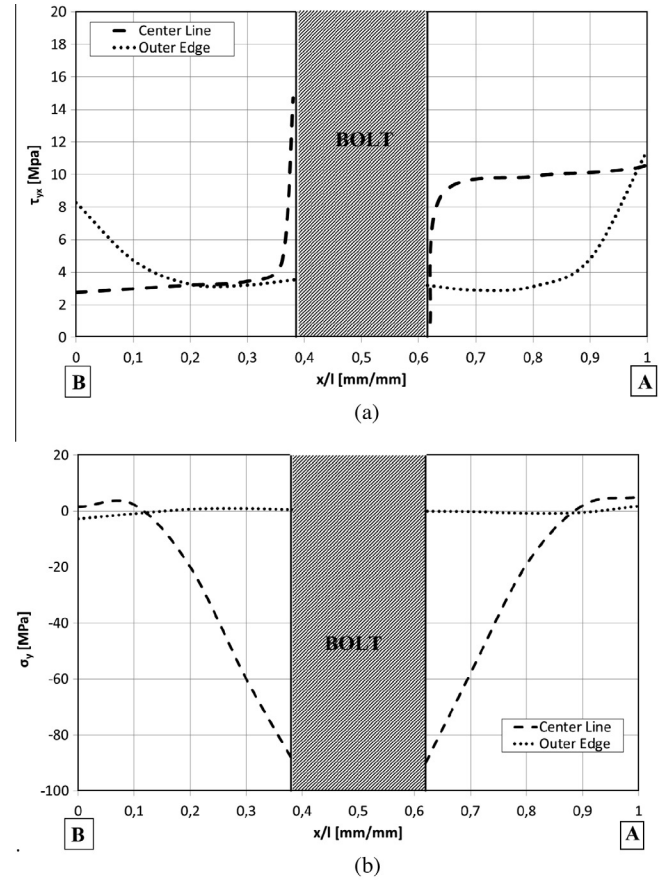 20
18
16
14
12
10
8
6
4
2
0
τyx [Mpa]
Center Line
Outer Edge
BOLT
0 0,1 0,2 0,3 0,4 0,5 0,6 0,7 0,8 0,9 1
B x/l [mm/mm] A
(a)
20
0
-20
-40
-60
-80
-100
σy [MPa]
BOLT
Center Line
Outer Edge
0 0,1 0,2 0,3 0,4 0,5 0,6 0,7 0,8 0,9 1
B x/l [mm/mm] A
(b)